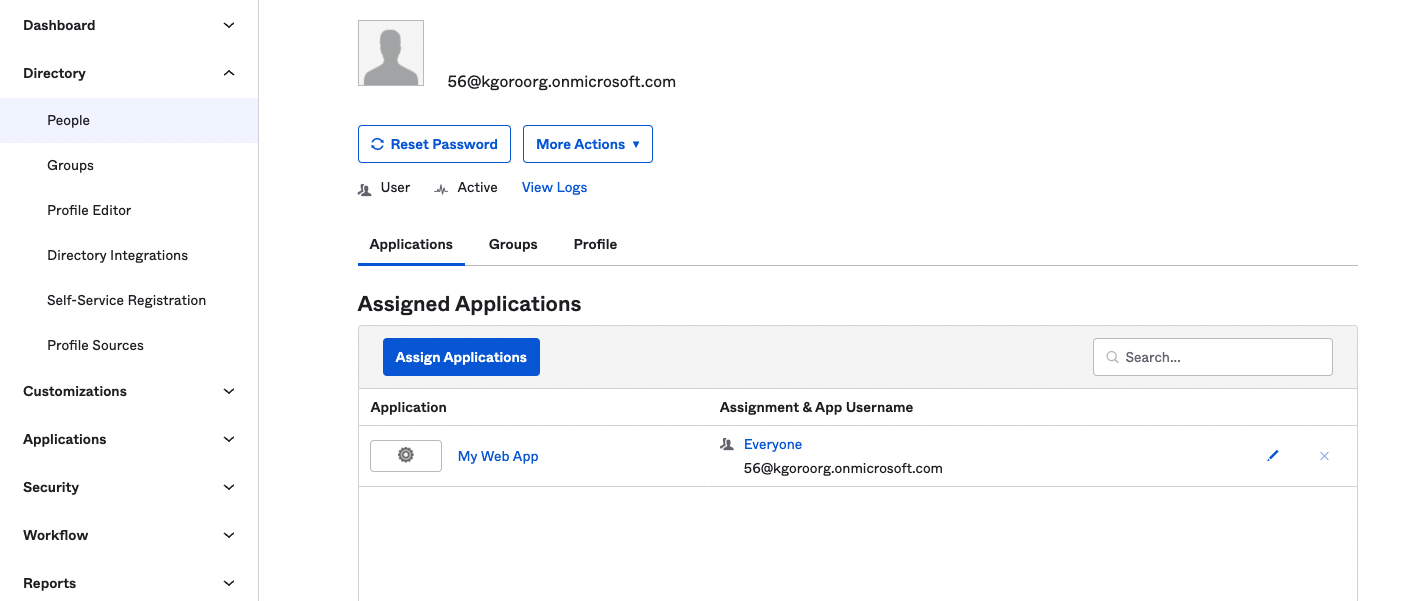 Dashboard
Directory
People
Groups
Profile Editor
Directory Integrations
Self-Service Registration
Profile Sources
Customizations
Applications
Security
Workflow
Reports
56@kgoroorg.onmicrosoft.com
Reset Password
More Actions ▼
User Active View Logs
Applications Groups Profile
Assigned Applications
Assign Applications
Search...
Application Assignment & App Username
My Web App
Everyone
56@kgoroorg.onmicrosoft.com